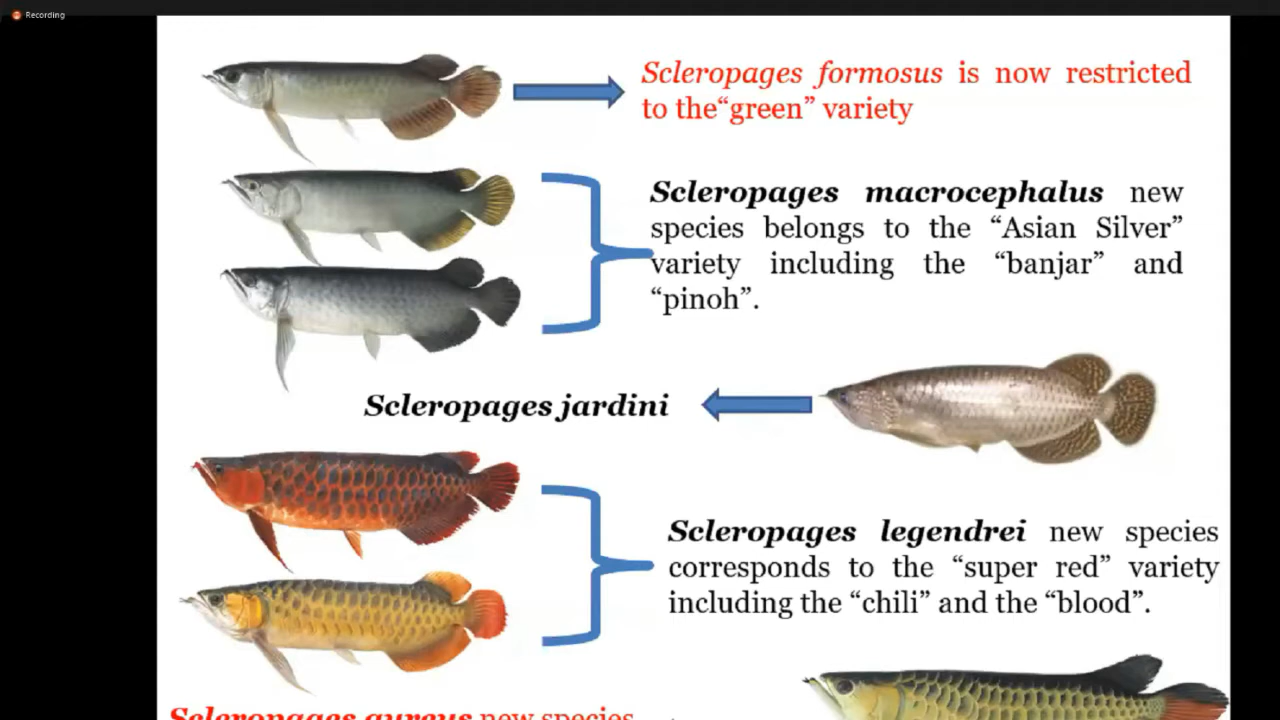 Recording
Scleropages formosus is now restricted
to the“green” variety
Scleropages macrocephalus new
species belongs to the “Asian Silver”
variety including the “banjar” and
“pinoh”.
Scleropages jardini
Scleropages legendrei new species
corresponds to the “super red” variety
including the “chili” and the “blood”.
Scleropages aureus new species